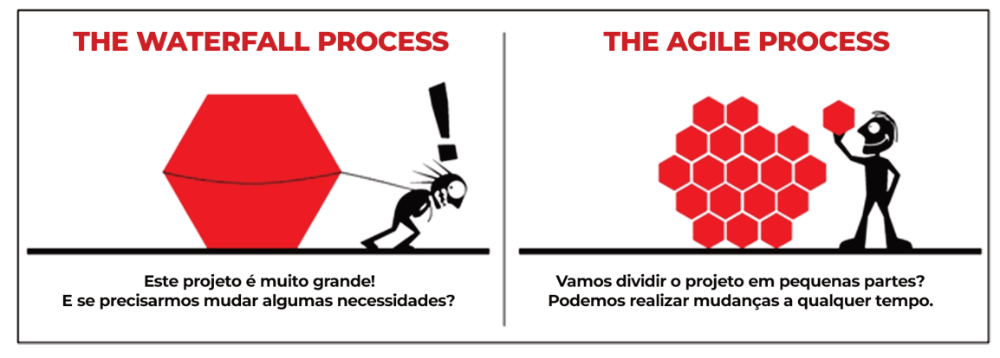 THE WATERFALL PROCESS
Este projeto é muito grande!
E se precisarmos mudar algumas necessidades?
THE AGILE PROCESS
Vamos dividir o projeto em pequenas partes?
Podemos realizar mudanças a qualquer tempo.